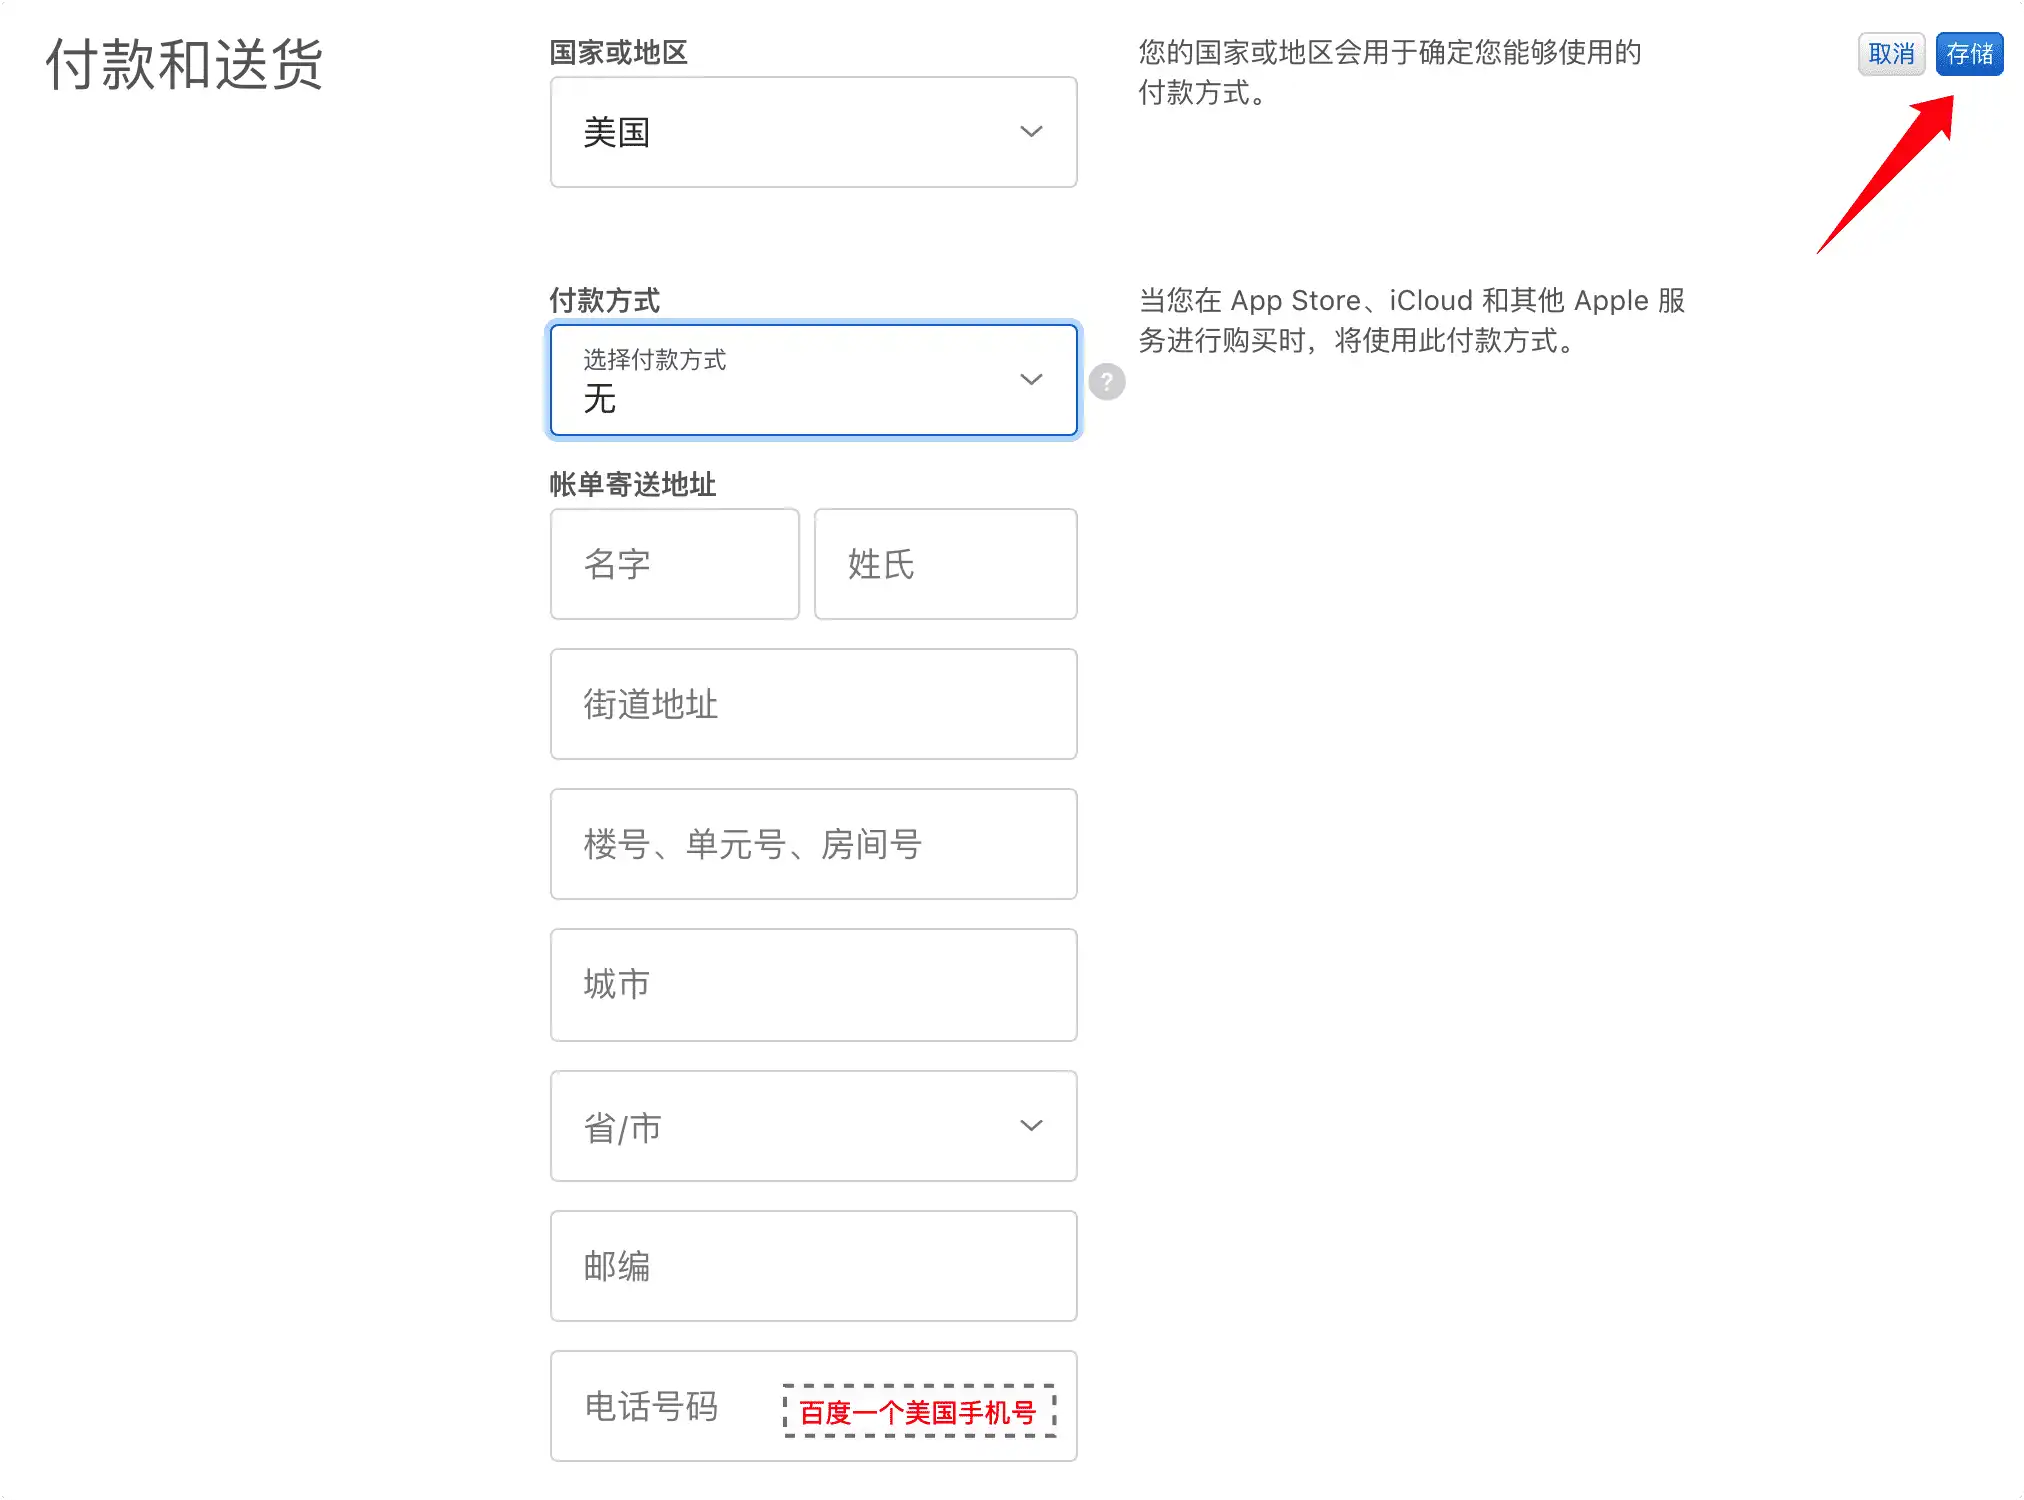 付款和送货
国家或地区
美国
您的国家或地区会用于确定您能够使用的
付款方式。
取消
存储
付款方式
选择付款方式
无
?
当您在 App Store、iCloud 和其他 Apple 服
务进行购买时，将使用此付款方式。
帐单寄送地址
名字
姓氏
街道地址
楼号、单元号、房间号
城市
省/市
邮编
电话号码
百度一个美国手机号